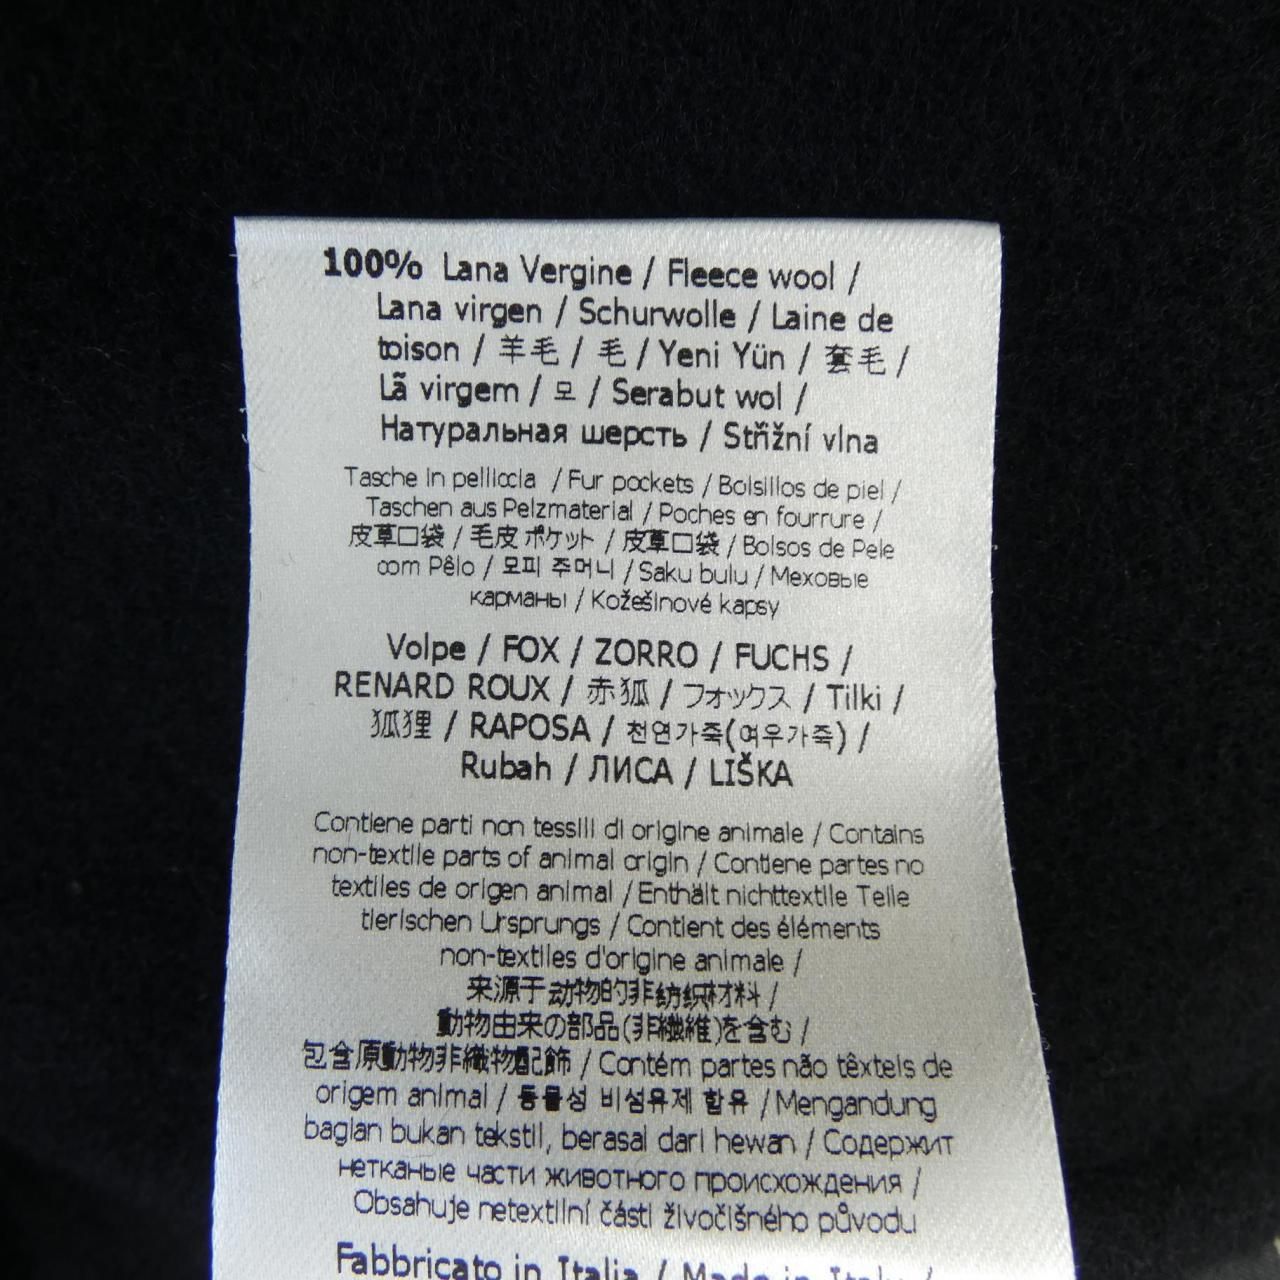 100% Lana Vergine / Fleece wool /
Lana virgen / Schurwolle / Laine de
toison / 羊毛 / 毛 / Yeni Yün / 套毛 /
Lã virgem / 모 / Serabut wol /
Натуральная шерсть / Střižní vlna
Tasche in pelliccia / Fur pockets / Bolsillos de piel /
Taschen aus Pelzmaterial / Poches en fourrure /
皮草口袋 / 毛皮 ポケット / 皮草口袋 / Bolsos de Pele
com Pêlo / 모피 주머니 / Saku bulu / Меховые
карманы / Kožešinové kapsy
Volpe / FOX / ZORRO / FUCHS /
RENARD ROUX / 赤狐 / フォックス / Tilki /
狐狸 / RAPOSA / 천연가죽(여우가죽) /
Rubah / ЛИСА / LIŠKA
Contiene parti non tessili di origine animale / Contains
non-textile parts of animal origin / Contiene partes no
textiles de origen animal / Enthält nichttextile Teile
tierischen Ursprungs / Contient des éléments
non-textiles d'origine animale /
来源于动物的非纺织材料 /
動物由来の部品(非繊維)を含む /
包含原動物非織物配飾 / Contém partes não têxteis de
origem animal / 동물성 비섬유제 함유 / Mengandung
bagian bukan tekstil, berasal dari hewan / Содержит
нетканые части животного происхождения /
Obsahuje netextilní části živočišného původu
Fabbricato in Italia / Made in Italy /